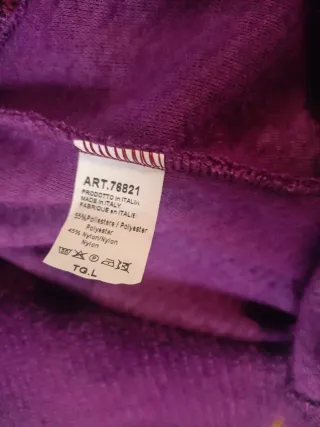 ART.76821
PRODOTTO in ITALIA
MADE in ITALY
FABRIQUE en ITALIE
55%Poliestere / Polyester
Polyester
45% Nylon/Nylon
Nylon
TG.L